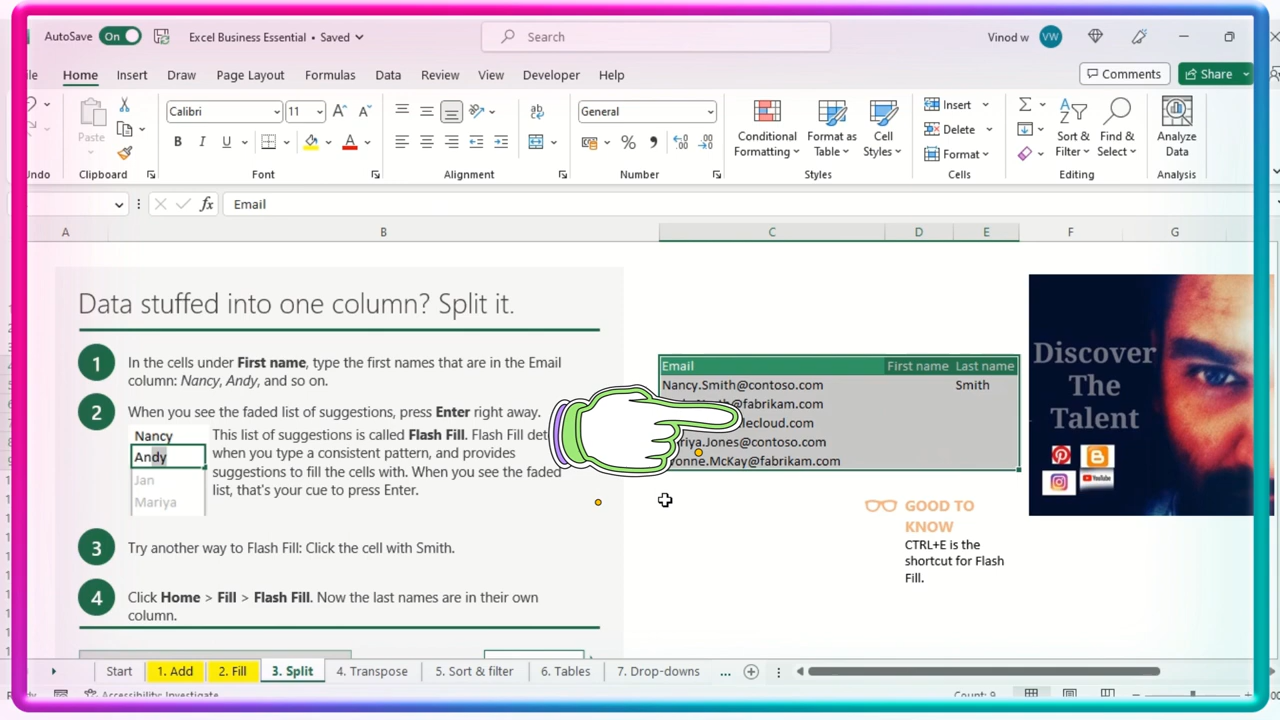 AutoSave On Excel Business Essential • Saved Search Vinod w VW
Home Insert Draw Page Layout Formulas Data Review View Developer Help Comments Share
Paste
Calibri 11
B I U A
General
Conditional Formatting
Format as Table
Cell Styles
Insert
Delete
Format
Sort & Filter
Find & Select
Analyze Data
Clipboard Font Alignment Number Styles Cells Editing Analysis
fx Email
A B C D E F G
Data stuffed into one column? Split it.
1 In the cells under First name, type the first names that are in the Email
column: Nancy, Andy, and so on.
2 When you see the faded list of suggestions, press Enter right away.
Nancy
Andy
Jan
Mariya
This list of suggestions is called Flash Fill. Flash Fill
when you type a consistent pattern, and provides
suggestions to fill the cells with. When you see the faded
list, that's your cue to press Enter.
3 Try another way to Flash Fill: Click the cell with Smith.
4 Click Home > Fill > Flash Fill. Now the last names are in their own
column.
Email First name Last name
Nancy.Smith@contoso.com Smith
@fabrikam.com
.com
.Jones@contoso.com
.McKay@fabrikam.com
GOOD TO
KNOW
CTRL+E is the
shortcut for Flash
Fill.
Discover
The
Talent
YouTube
Start 1. Add 2. Fill 3. Split 4. Transpose 5. Sort & filter 6. Tables 7. Drop-downs ...
Accessibility: Investigate Count: 9